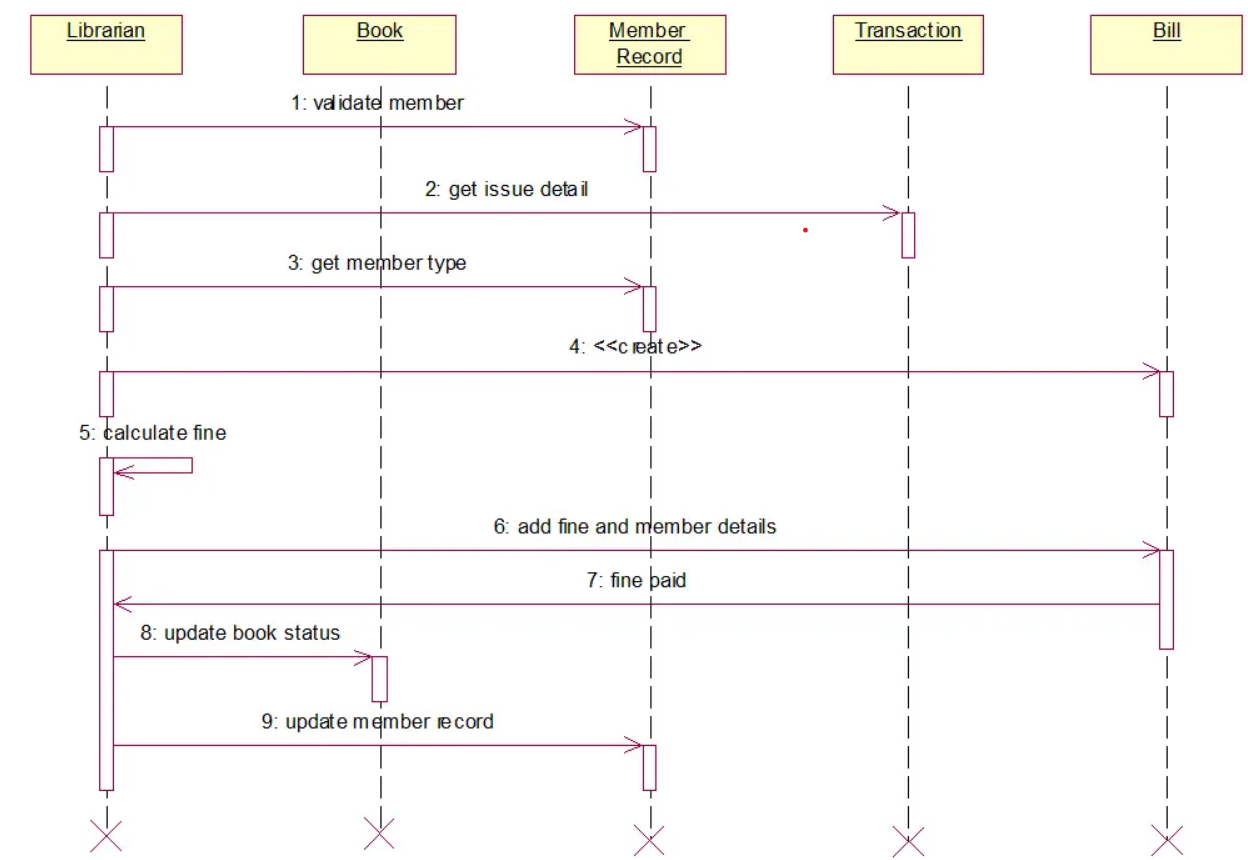 Librarian
Book
Member
Record
Transaction
Bill
1: validate member
2: get issue detail
3: get member type
4: <<create>>
5: calculate fine
6: add fine and member details
7: fine paid
8: update book status
9: update member record